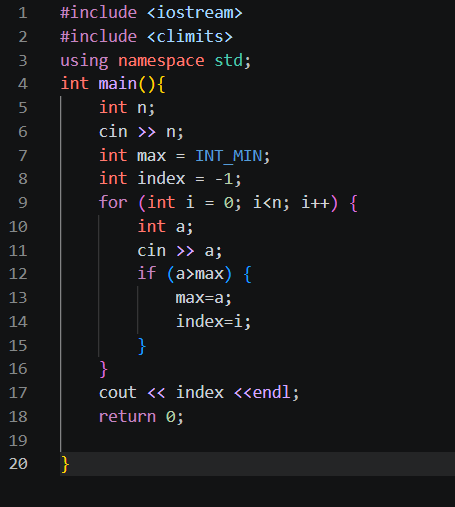 1 #include <iostream>
2 #include <climits>
3 using namespace std;
4 int main(){
5     int n;
6     cin >> n;
7     int max = INT_MIN;
8     int index = -1;
9     for (int i = 0; i<n; i++) {
10         int a;
11         cin >> a;
12         if (a>max) {
13             max=a;
14             index=i;
15         }
16     }
17     cout << index <<endl;
18     return 0;
19
20 }